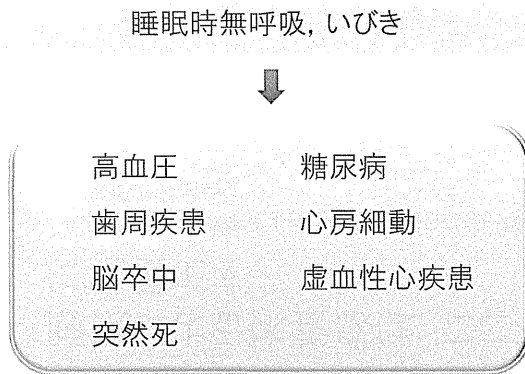 睡眠時無呼吸, いびき
高血圧 糖尿病
歯周疾患 心房細動
脳卒中 虚血性心疾患
突然死